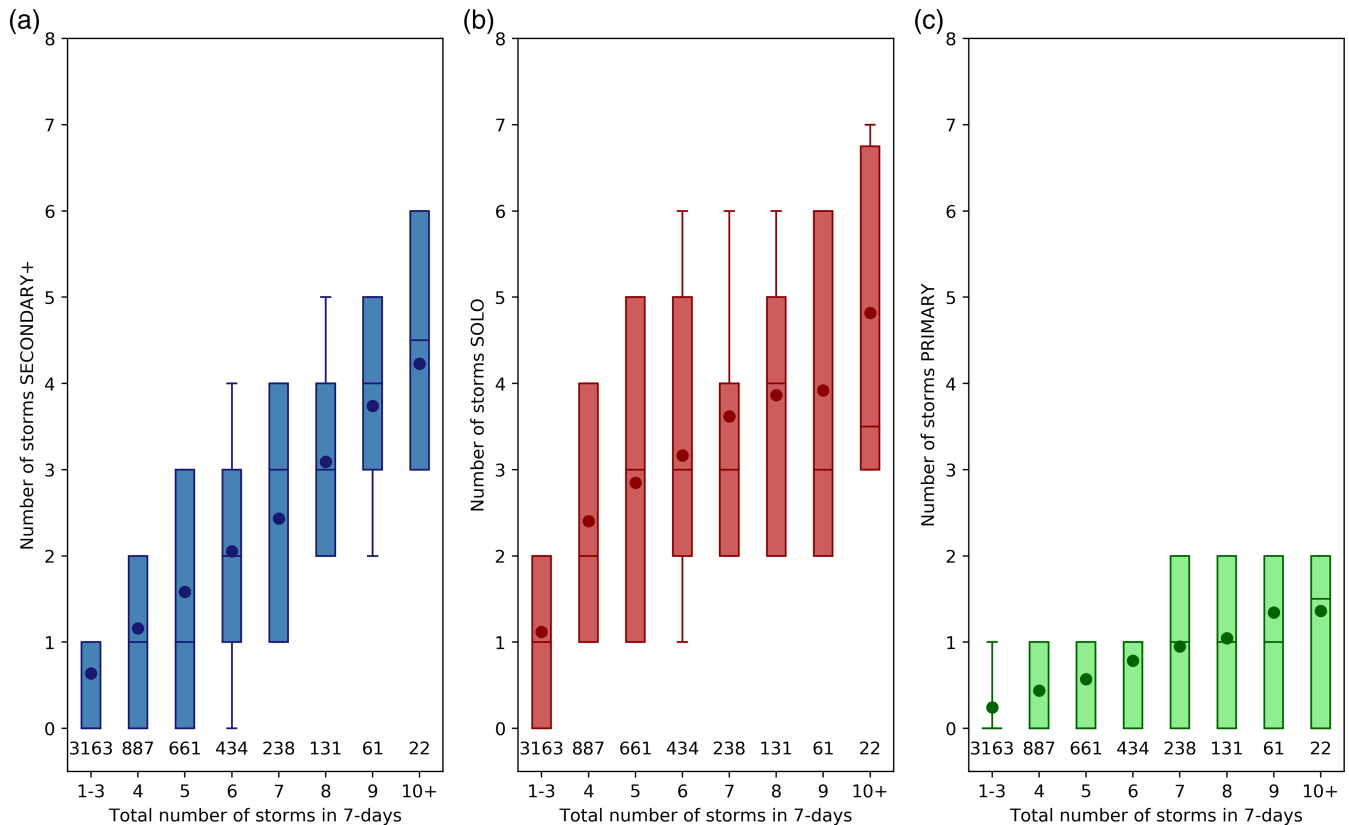 (a)
8
7
6
5
4
3
2
1
0
Number of storms SECONDARY+
3163 887 661 434 238 131 61 22
1-3 4 5 6 7 8 9 10+
Total number of storms in 7-days
(b)
8
7
6
5
4
3
2
1
0
Number of storms SOLO
3163 887 661 434 238 131 61 22
1-3 4 5 6 7 8 9 10+
Total number of storms in 7-days
(c)
8
7
6
5
4
3
2
1
0
Number of storms PRIMARY
3163 887 661 434 238 131 61 22
1-3 4 5 6 7 8 9 10+
Total number of storms in 7-days